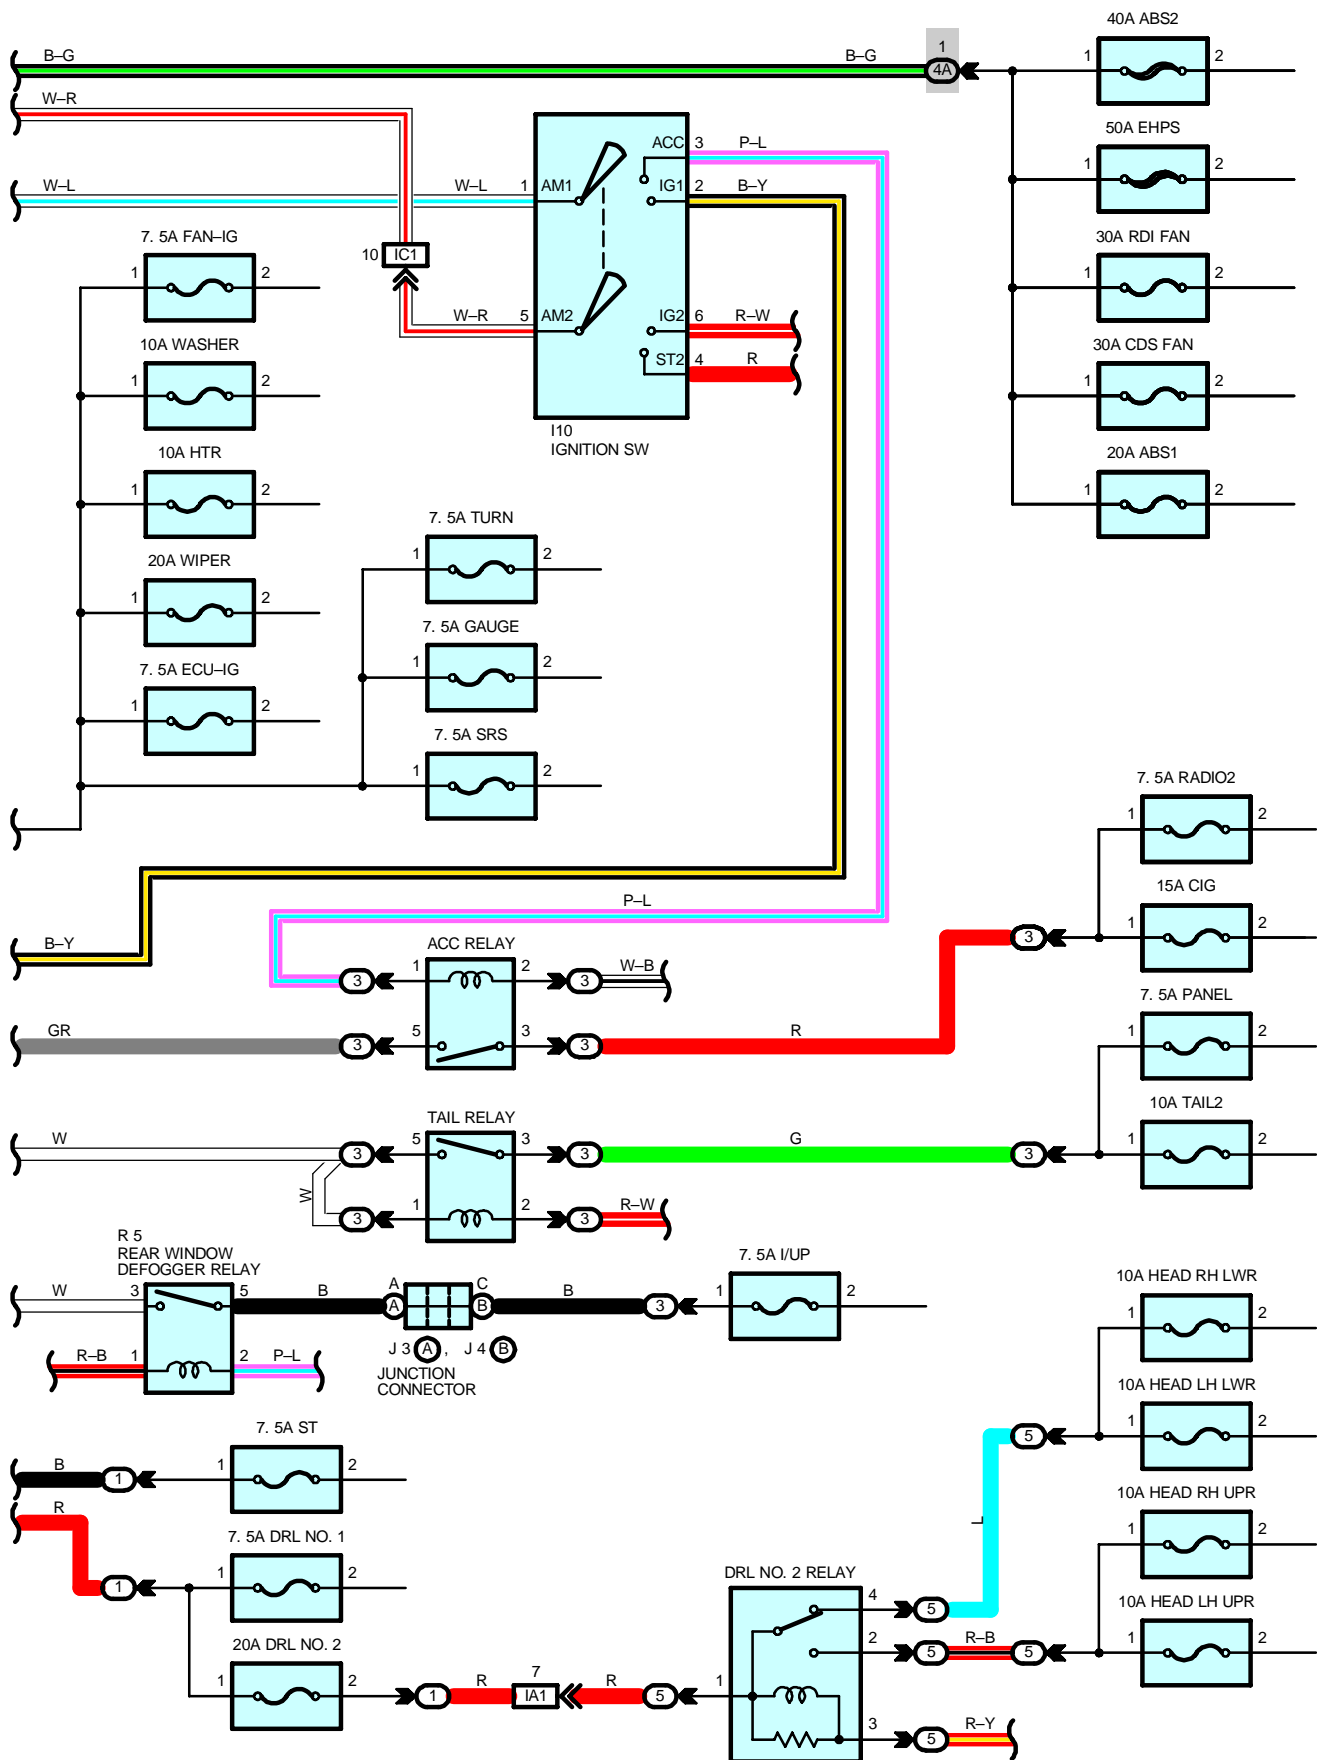 40A ABS2
B–G
B–G
1
4A
1
2
W–R
50A EHPS
ACC
3
P–L
1
2
W–L
W–L
1
AM1
IG1
2
B–Y
7. 5A FAN–IG
30A RDI FAN
10
IC1
1
2
1
2
W–R
5
AM2
IG2
6
R–W
10A WASHER
30A CDS FAN
ST2
4
R
1
2
1
2
I10
IGNITION SW
10A HTR
20A ABS1
1
2
1
2
7. 5A TURN
20A WIPER
1
2
1
2
7. 5A GAUGE
7. 5A ECU–IG
1
2
1
2
7. 5A SRS
1
2
7. 5A RADIO2
1
2
15A CIG
P–L
1
2
B–Y
ACC RELAY
3
3
1
2
3
W–B
7. 5A PANEL
GR
3
5
3
3
R
1
2
TAIL RELAY
10A TAIL2
W
3
5
3
3
G
3
1
2
W
3
1
2
3
R–W
R 5
REAR WINDOW
DEFOGGER RELAY
7. 5A I/UP
10A HEAD RH LWR
W
3
5
B
A
A
C
B
B
3
1
2
1
2
R–B
1
2
P–L
J 3
A
,
J 4
B
JUNCTION
CONNECTOR
10A HEAD LH LWR
7. 5A ST
5
1
2
B
1
1
2
R
10A HEAD RH UPR
L
7. 5A DRL NO. 1
1
2
1
1
2
DRL NO. 2 RELAY
4
5
10A HEAD LH UPR
20A DRL NO. 2
2
5
R–B
5
1
2
1
2
1
R
7
IA1
R
5
1
3
5
R–Y